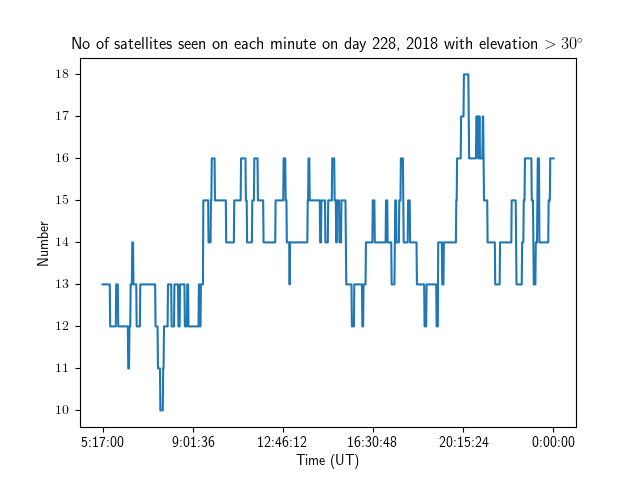 No of satellites seen on each minute on day 228, 2018 with elevation > 30°
18
17
16
15
14
13
12
11
10
Number
5:17:00 9:01:36 12:46:12 16:30:48 20:15:24 0:00:00
Time (UT)